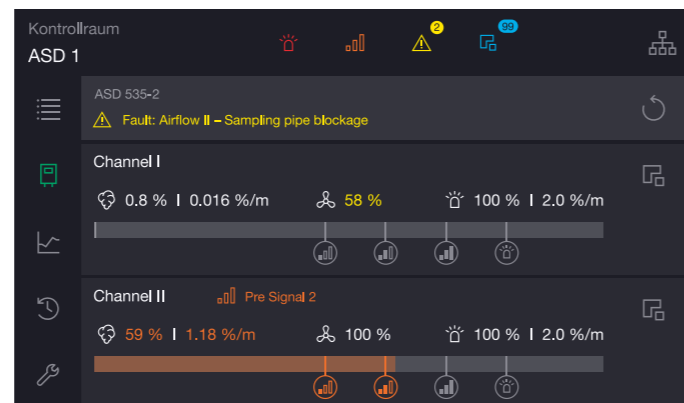 Kontrollraum
ASD 1
2
99
ASD 535-2
Fault: Airflow II – Sampling pipe blockage
Channel I
0.8 % I 0.016 %/m
58 %
100 % I 2.0 %/m
Channel II
Pre Signal 2
59 % I 1.18 %/m
100 %
100 % I 2.0 %/m